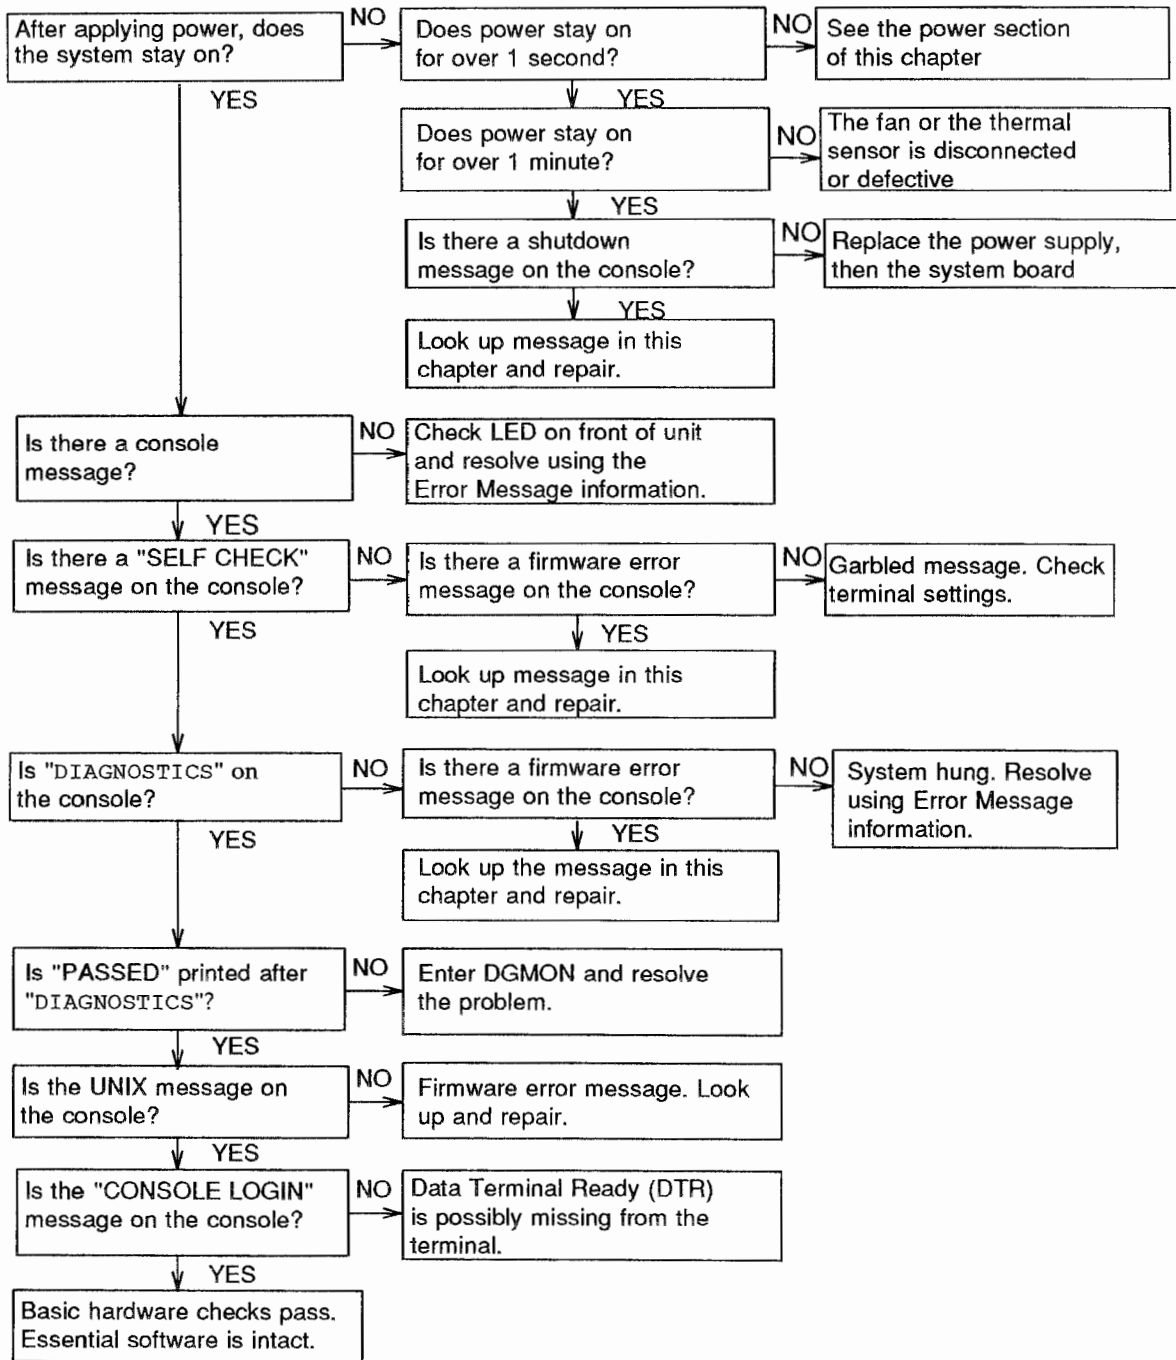 After applying power, does
the system stay on?
NO
Does power stay on
for over 1 second?
NO
See the power section
of this chapter
YES
YES
Does power stay on
for over 1 minute?
NO
The fan or the thermal
sensor is disconnected
or defective
YES
Is there a shutdown
message on the console?
NO
Replace the power supply,
then the system board
YES
Look up message in this
chapter and repair.
Is there a console
message?
NO
Check LED on front of unit
and resolve using the
Error Message information.
YES
Is there a "SELF CHECK"
message on the console?
NO
Is there a firmware error
message on the console?
NO
Garbled message. Check
terminal settings.
YES
YES
Look up message in this
chapter and repair.
Is "DIAGNOSTICS" on
the console?
NO
Is there a firmware error
message on the console?
NO
System hung. Resolve
using Error Message
information.
YES
YES
Look up the message in this
chapter and repair.
Is "PASSED" printed after
"DIAGNOSTICS"?
NO
Enter DGMON and resolve
the problem.
YES
Is the UNIX message on
the console?
NO
Firmware error message. Look
up and repair.
YES
Is the "CONSOLE LOGIN"
message on the console?
NO
Data Terminal Ready (DTR)
is possibly missing from the
terminal.
YES
Basic hardware checks pass.
Essential software is intact.